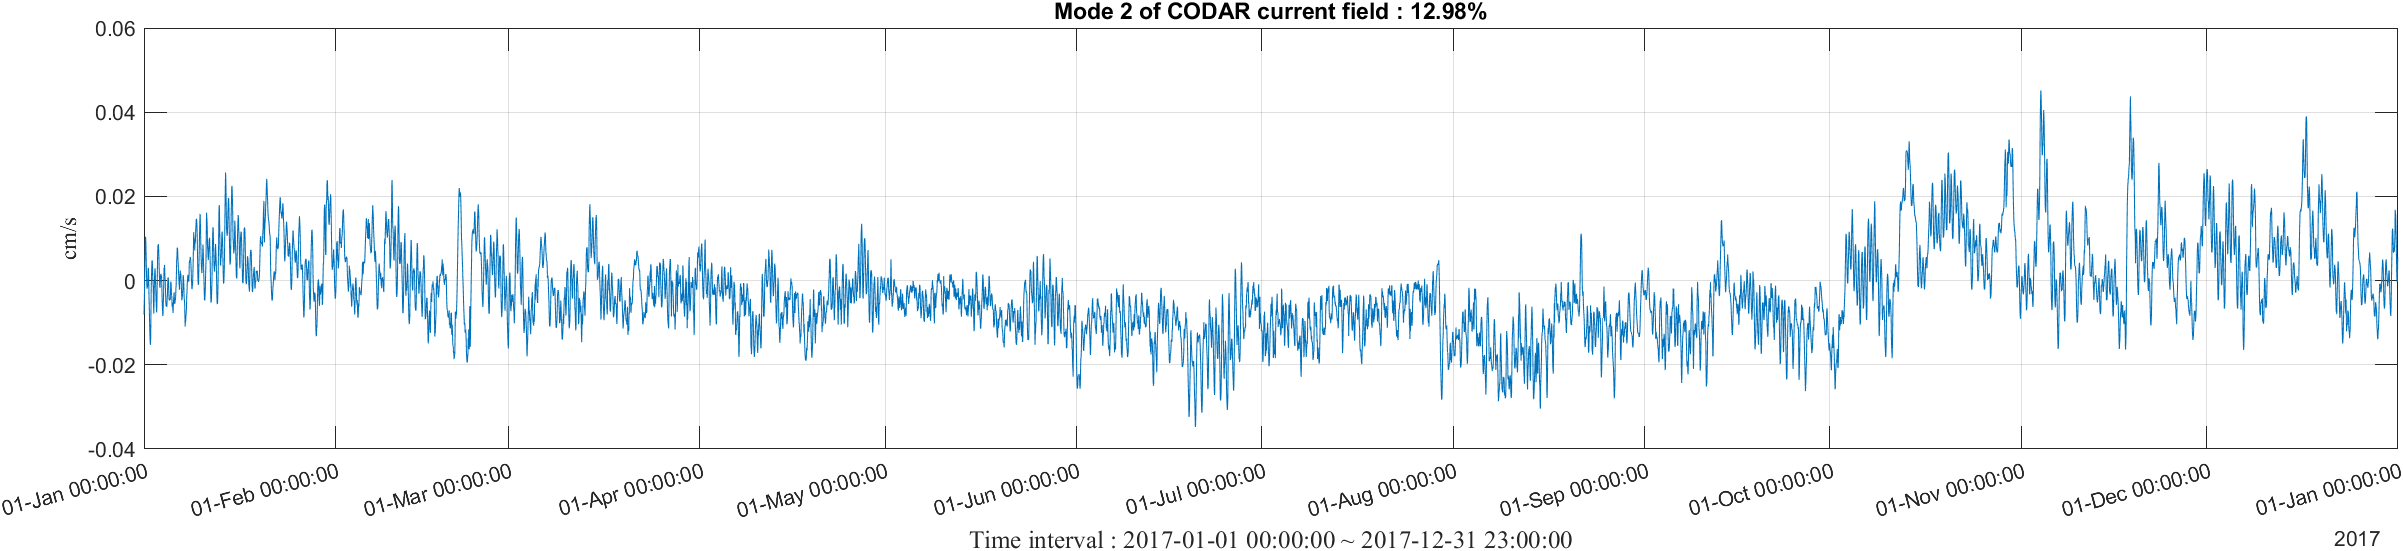 Mode 2 of CODAR current field : 12.98%
0.06
0.04
0.02
0
-0.02
-0.04
cm/s
01-Jan 00:00:00
01-Feb 00:00:00
01-Mar 00:00:00
01-Apr 00:00:00
01-May 00:00:00
01-Jun 00:00:00
01-Jul 00:00:00
01-Aug 00:00:00
01-Sep 00:00:00
01-Oct 00:00:00
01-Nov 00:00:00
01-Dec 00:00:00
01-Jan 00:00:00
Time interval : 2017-01-01 00:00:00 ~ 2017-12-31 23:00:00
2017